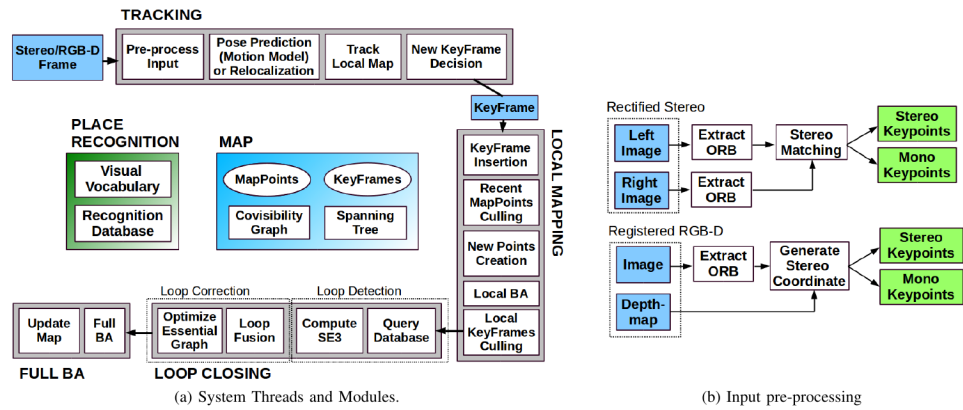 TRACKING
Stereo/RGB-D
Frame
Pre-process
Input
Pose Prediction
(Motion Model)
or Relocalization
Track
Local Map
New KeyFrame
Decision
KeyFrame
PLACE
RECOGNITION
Visual
Vocabulary
Recognition
Database
MAP
MapPoints
KeyFrames
Covisibility
Graph
Spanning
Tree
LOCAL MAPPING
KeyFrame
Insertion
Recent
MapPoints
Culling
New Points
Creation
Local BA
Local
KeyFrames
Culling
Loop Correction
Loop Detection
Optimize
Essential
Graph
Loop
Fusion
Compute
SE3
Query
Database
Update
Map
Full
BA
FULL BA
LOOP CLOSING
(a) System Threads and Modules.
Rectified Stereo
Left
Image
Extract
ORB
Stereo
Matching
Stereo
Keypoints
Mono
Keypoints
Right
Image
Extract
ORB
Registered RGB-D
Image
Extract
ORB
Generate
Stereo
Coordinate
Stereo
Keypoints
Mono
Keypoints
Depth-
map
(b) Input pre-processing